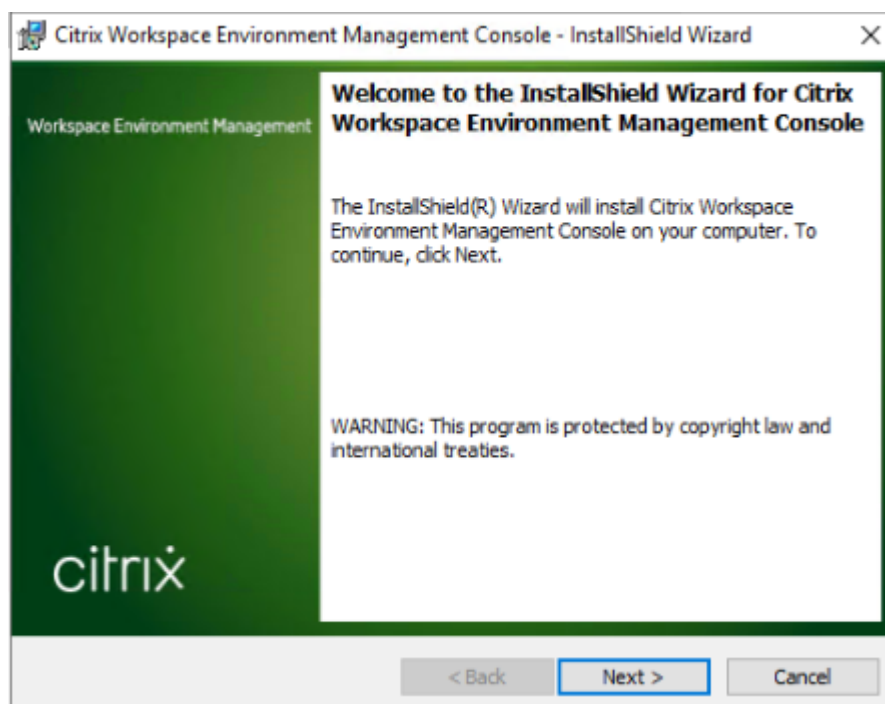 Citrix Workspace Environment Management Console - InstallShield Wizard
Workspace Environment Management
Welcome to the InstallShield Wizard for Citrix
Workspace Environment Management Console
The InstallShield(R) Wizard will install Citrix Workspace
Environment Management Console on your computer. To
continue, click Next.
WARNING: This program is protected by copyright law and
international treaties.
citrix
< Back
Next >
Cancel